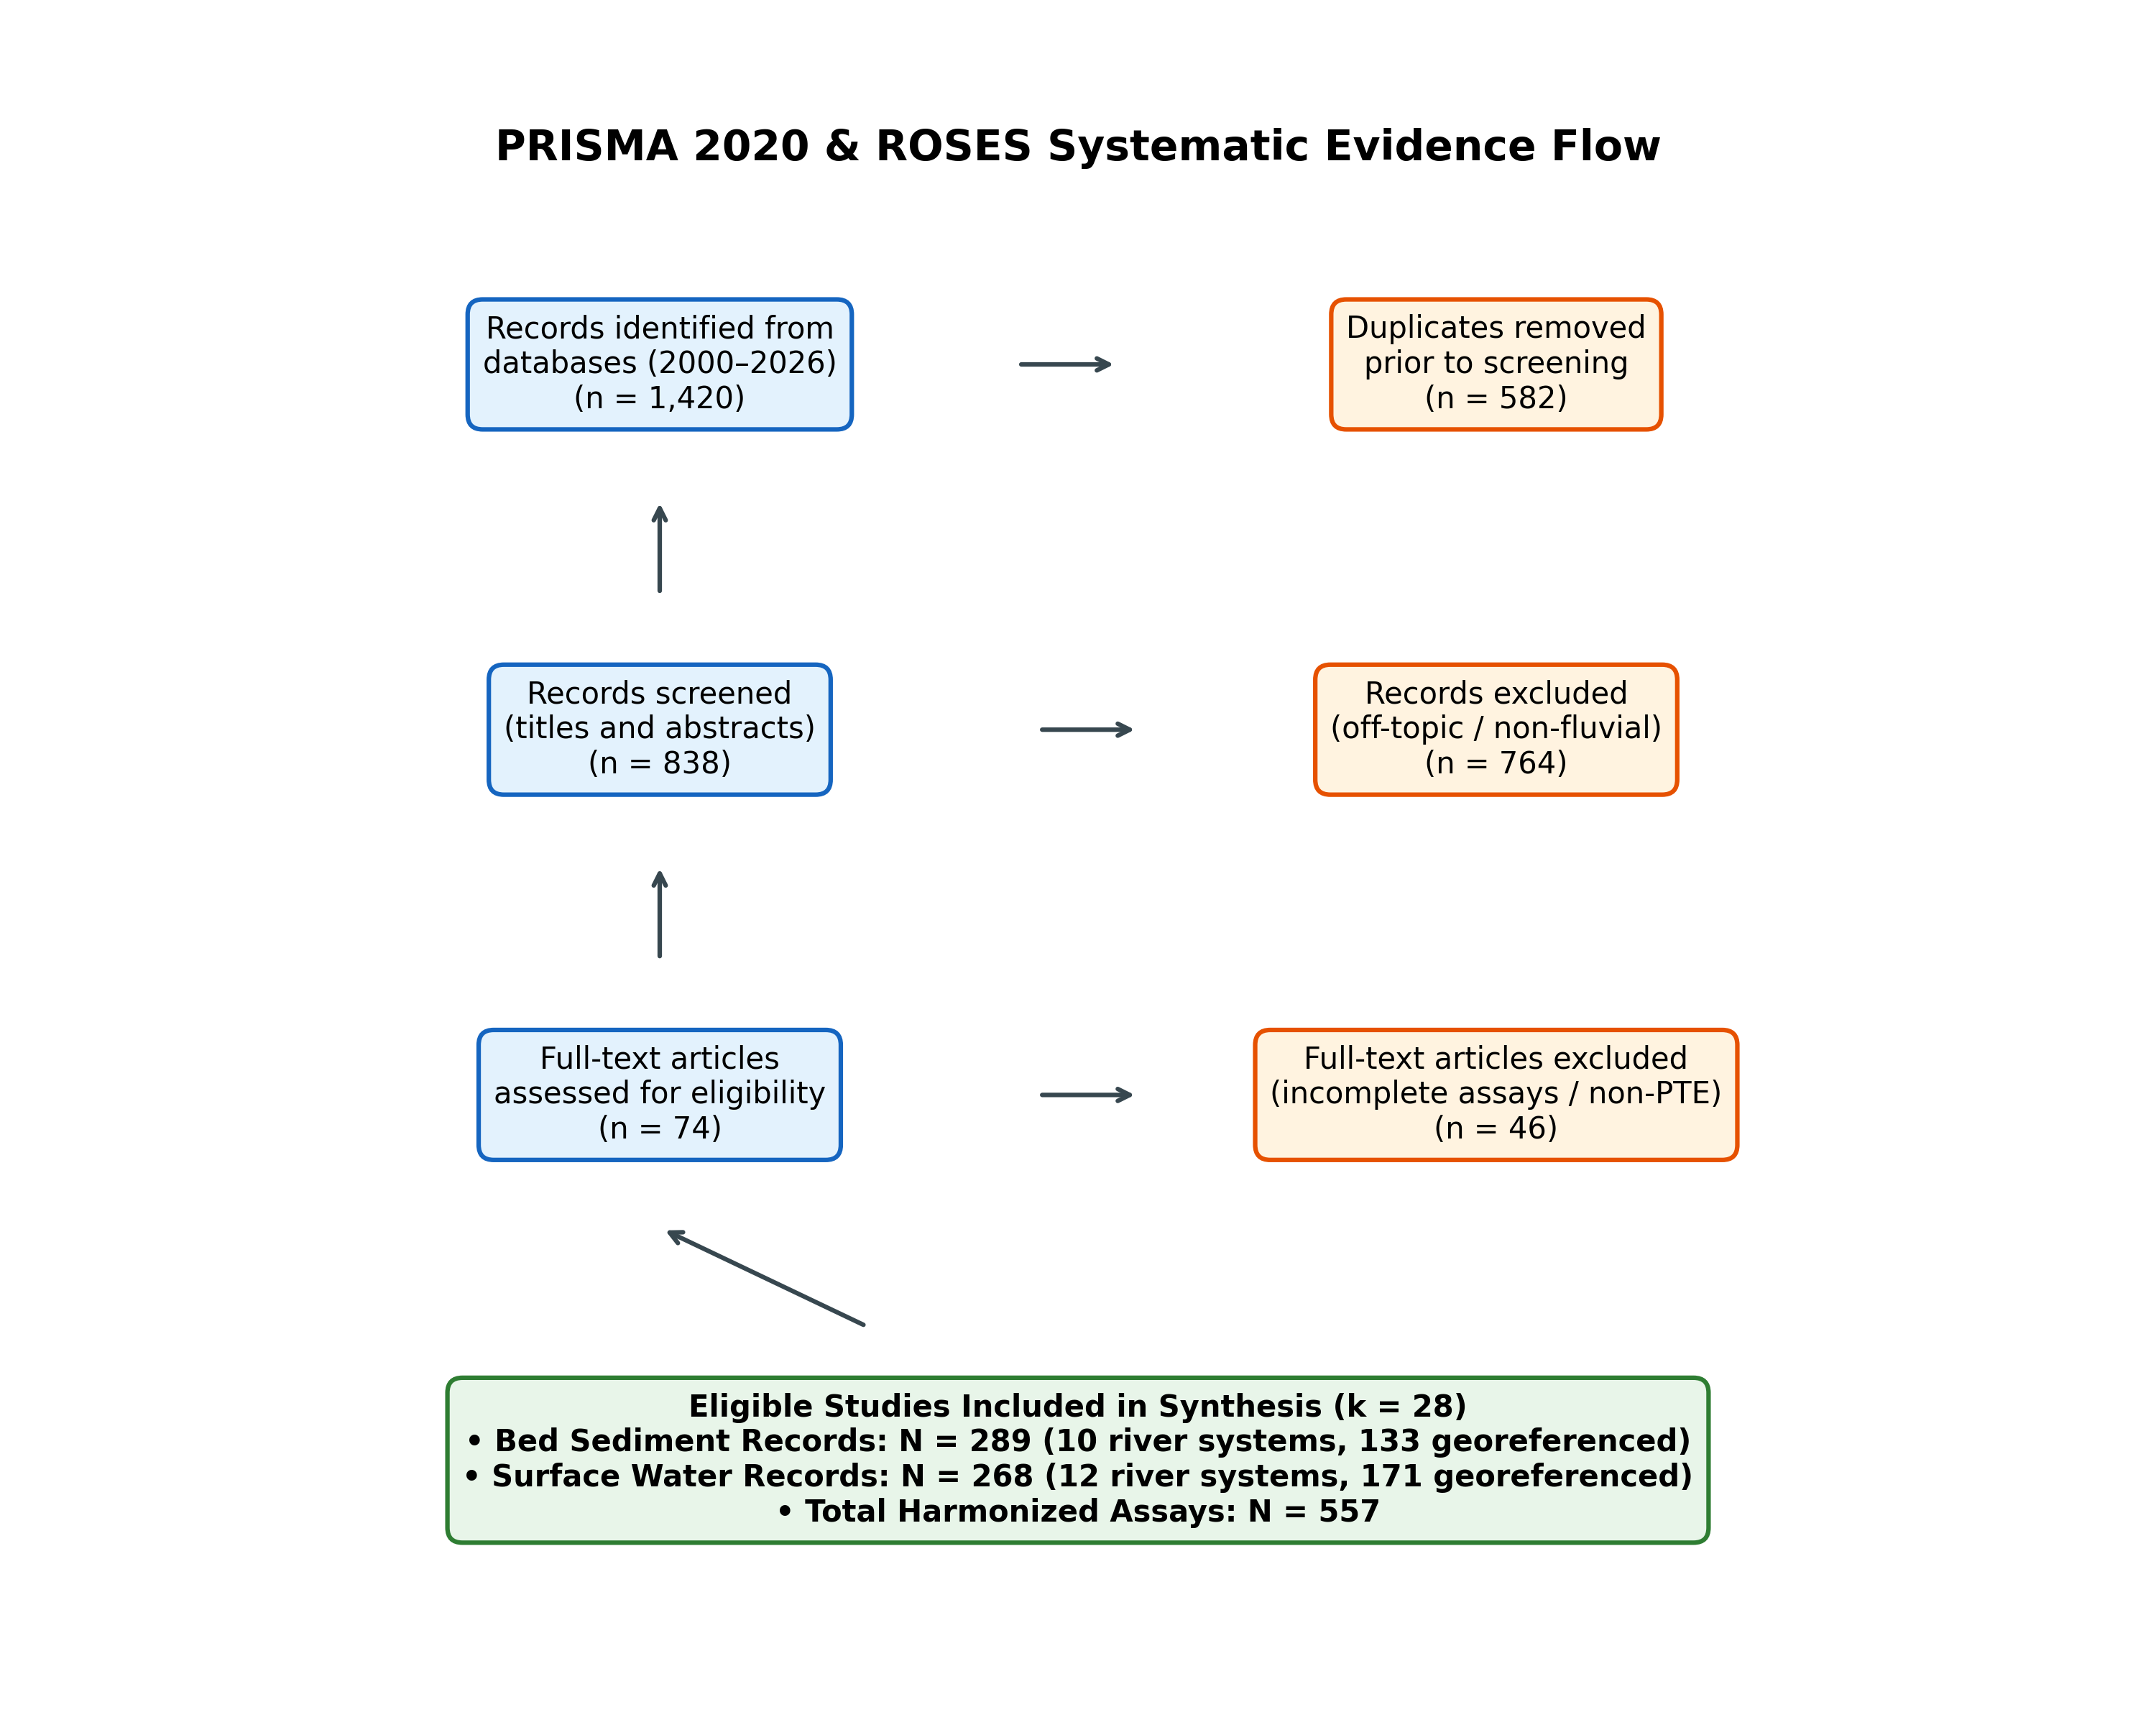 PRISMA 2020 & ROSES Systematic Evidence Flow
Records identified from
databases (2000–2026)
(n = 1,420)
Duplicates removed
prior to screening
(n = 582)
Records screened
(titles and abstracts)
(n = 838)
Records excluded
(off-topic / non-fluvial)
(n = 764)
Full-text articles
assessed for eligibility
(n = 74)
Full-text articles excluded
(incomplete assays / non-PTE)
(n = 46)
Eligible Studies Included in Synthesis (k = 28)
• Bed Sediment Records: N = 289 (10 river systems, 133 georeferenced)
• Surface Water Records: N = 268 (12 river systems, 171 georeferenced)
• Total Harmonized Assays: N = 557